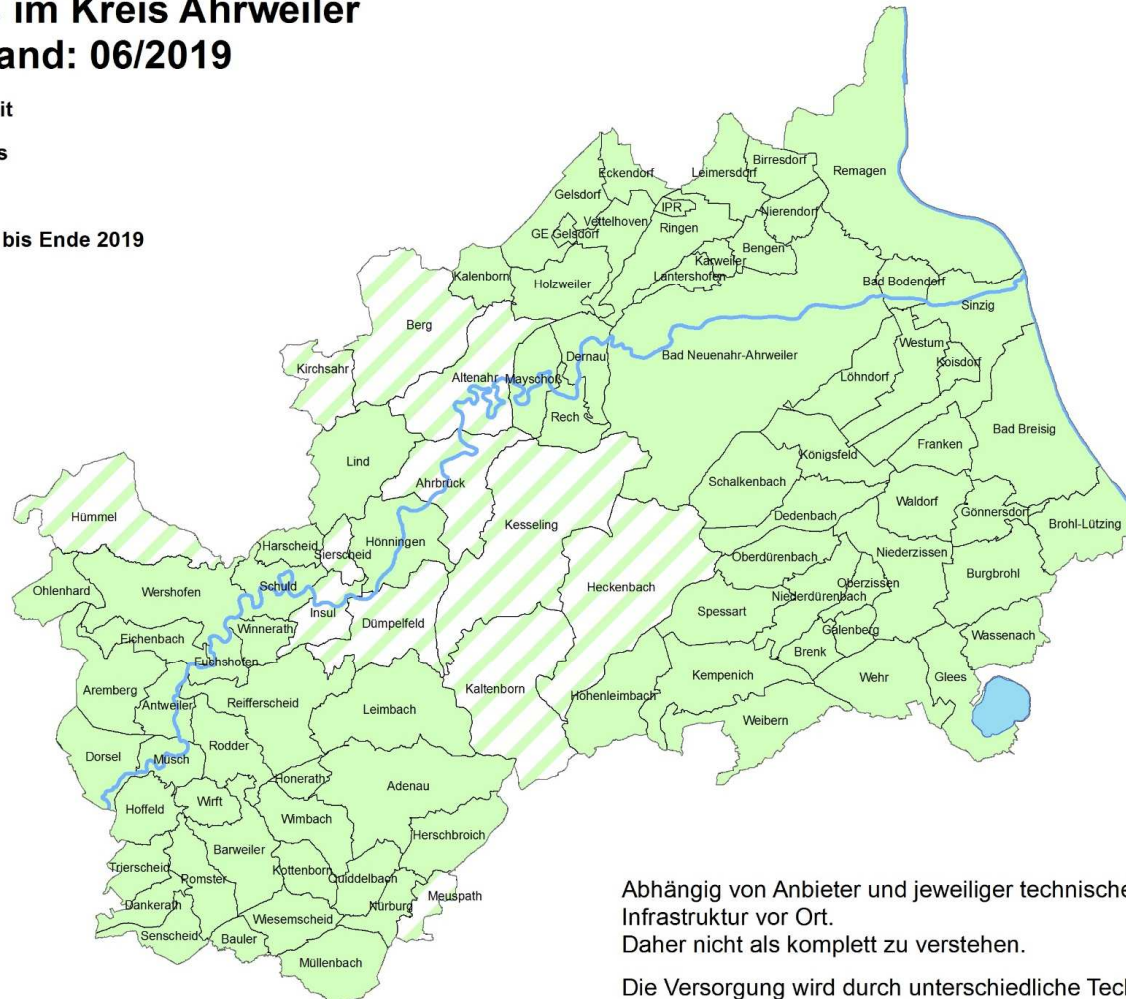 im Kreis Ahrweiler
and: 06/2019
it
s
bis Ende 2019
Birresdorf
Eckendorf
Leimersdorf
Remagen
Gelsdorf
IPR
Nierendorf
Vettelhoven
Ringen
GE Gelsdorf
Bengen
Karweiler
Kalenborn
Lantershofen
Holzweiler
Bad Bodendorf
Sinzig
Berg
Westum
Dernau
Bad Neuenahr-Ahrweiler
Koisdorf
Kirchsahr
Altenahr
Mayschoß
Löhndorf
Rech
Bad Breisig
Franken
Königsfeld
Lind
Schalkenbach
Ahrbrück
Waldorf
Gönnersdorf
Hümmel
Dedenbach
Kesseling
Brohl-Lützing
Hönningen
Harscheid
Sierscheid
Niederzissen
Oberdürenbach
Burgbrohl
Schuld
Heckenbach
Oberzissen
Ohlenhard
Wershofen
Niederdürenbach
Insul
Spessart
Dümpelfeld
Winnerath
Galenberg
Eichenbach
Wassenach
Brenk
Fuchshofen
Kempenich
Wehr
Glees
Aremberg
Kaltenborn
Hohenleimbach
Antweiler
Reifferscheid
Leimbach
Weibern
Rodder
Dorsel
Müsch
Honerath
Adenau
Wirft
Hoffeld
Wimbach
Herschbroich
Barweiler
Trierscheid
Kottenborn
Pomster
Quiddelbach
Meuspath
Dankerath
Nürburg
Wiesemscheid
Senscheid
Bauler
Müllenbach
Abhängig von Anbieter und jeweiliger technische
Infrastruktur vor Ort.
Daher nicht als komplett zu verstehen.
Die Versorgung wird durch unterschiedliche Tec